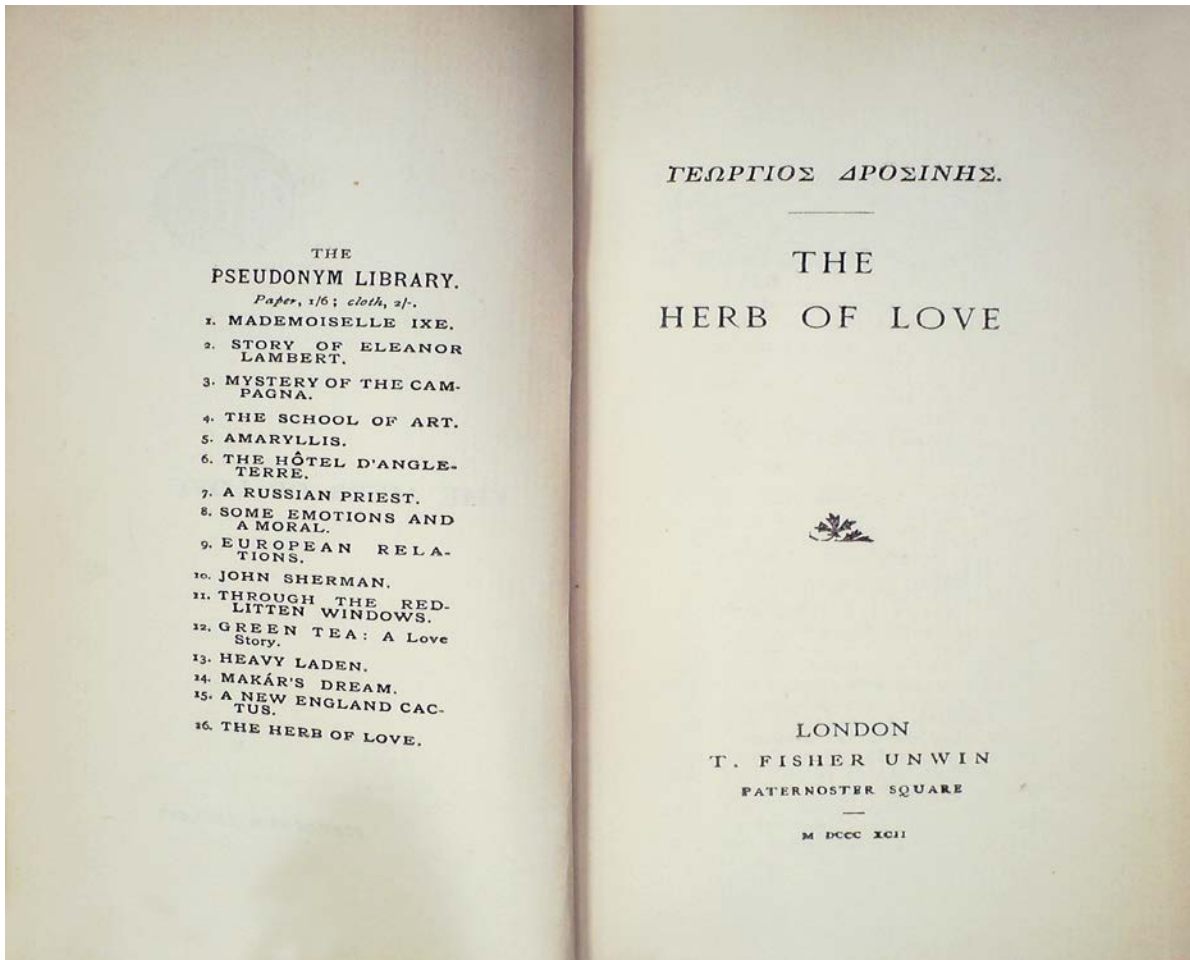 THE
PSEUDONYM LIBRARY.
Paper, 1/6; cloth, 2/-.
1. MADEMOISELLE IXE.
2. STORY OF ELEANOR
LAMBERT.
3. MYSTERY OF THE CAM-
PAGNA.
4. THE SCHOOL OF ART.
5. AMARYLLIS.
6. THE HÔTEL D'ANGLE-
TERRE.
7. A RUSSIAN PRIEST.
8. SOME EMOTIONS AND
A MORAL.
9. EUROPEAN RELA-
TIONS.
10. JOHN SHERMAN.
11. THROUGH THE RED-
LITTEN WINDOWS.
12. GREEN TEA: A Love
Story.
13. HEAVY LADEN.
14. MAKÁR'S DREAM.
15. A NEW ENGLAND CAC-
TUS.
16. THE HERB OF LOVE.
ΓΕΩΡΓΙΟΣ ΔΡΟΣΙΝΗΣ.
THE
HERB OF LOVE
LONDON
T. FISHER UNWIN
PATERNOSTER SQUARE
M DCCC XCII